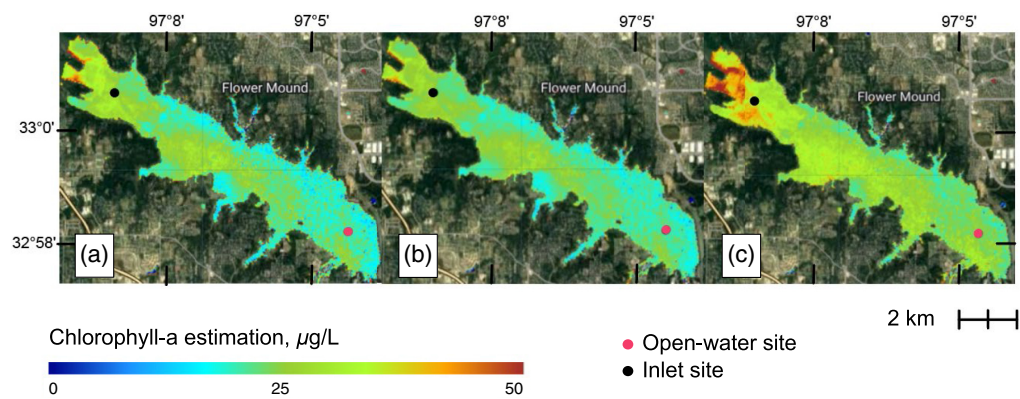 97°8' 97°5' 97°8' 97°5' 97°8' 97°5'
Flower Mound Flower Mound Flower Mound
33°0'
32°58'
(a) (b) (c)
2 km
Chlorophyll-a estimation, µg/L
Open-water site
Inlet site
0 25 50